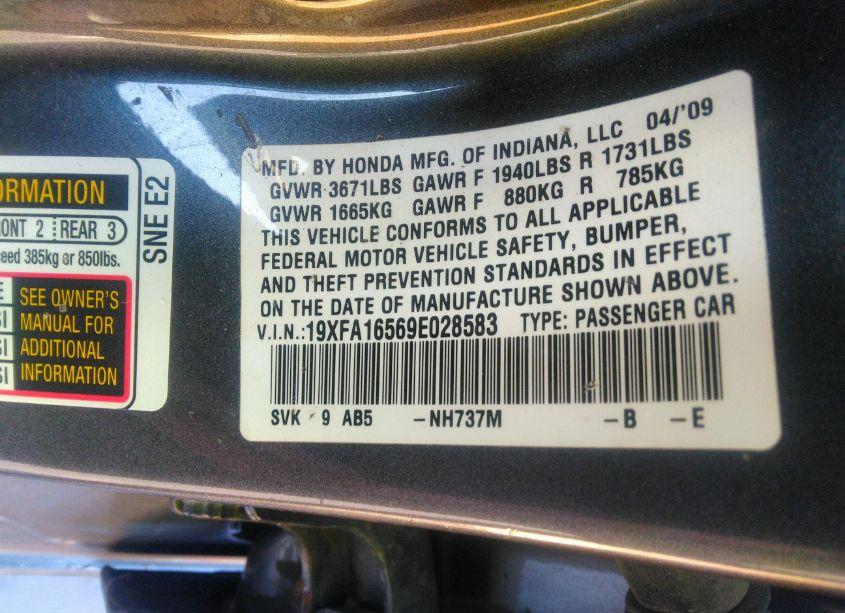 ORMATION
ONT 2 REAR 3
eed 385kg or 850lbs.
E
SI
SI
SI
SEE OWNER'S
MANUAL FOR
ADDITIONAL
INFORMATION
SNE E2
MFD. BY HONDA MFG. OF INDIANA, LLC 04/'09
GVWR 3671LBS GAWR F 1940LBS R 1731LBS
GVWR 1665KG GAWR F 880KG R 785KG
THIS VEHICLE CONFORMS TO ALL APPLICABLE
FEDERAL MOTOR VEHICLE SAFETY, BUMPER,
AND THEFT PREVENTION STANDARDS IN EFFECT
ON THE DATE OF MANUFACTURE SHOWN ABOVE.
V.I.N.:19XFA16569E028583 TYPE: PASSENGER CAR
SVK 9 AB5 -NH737M -B -E